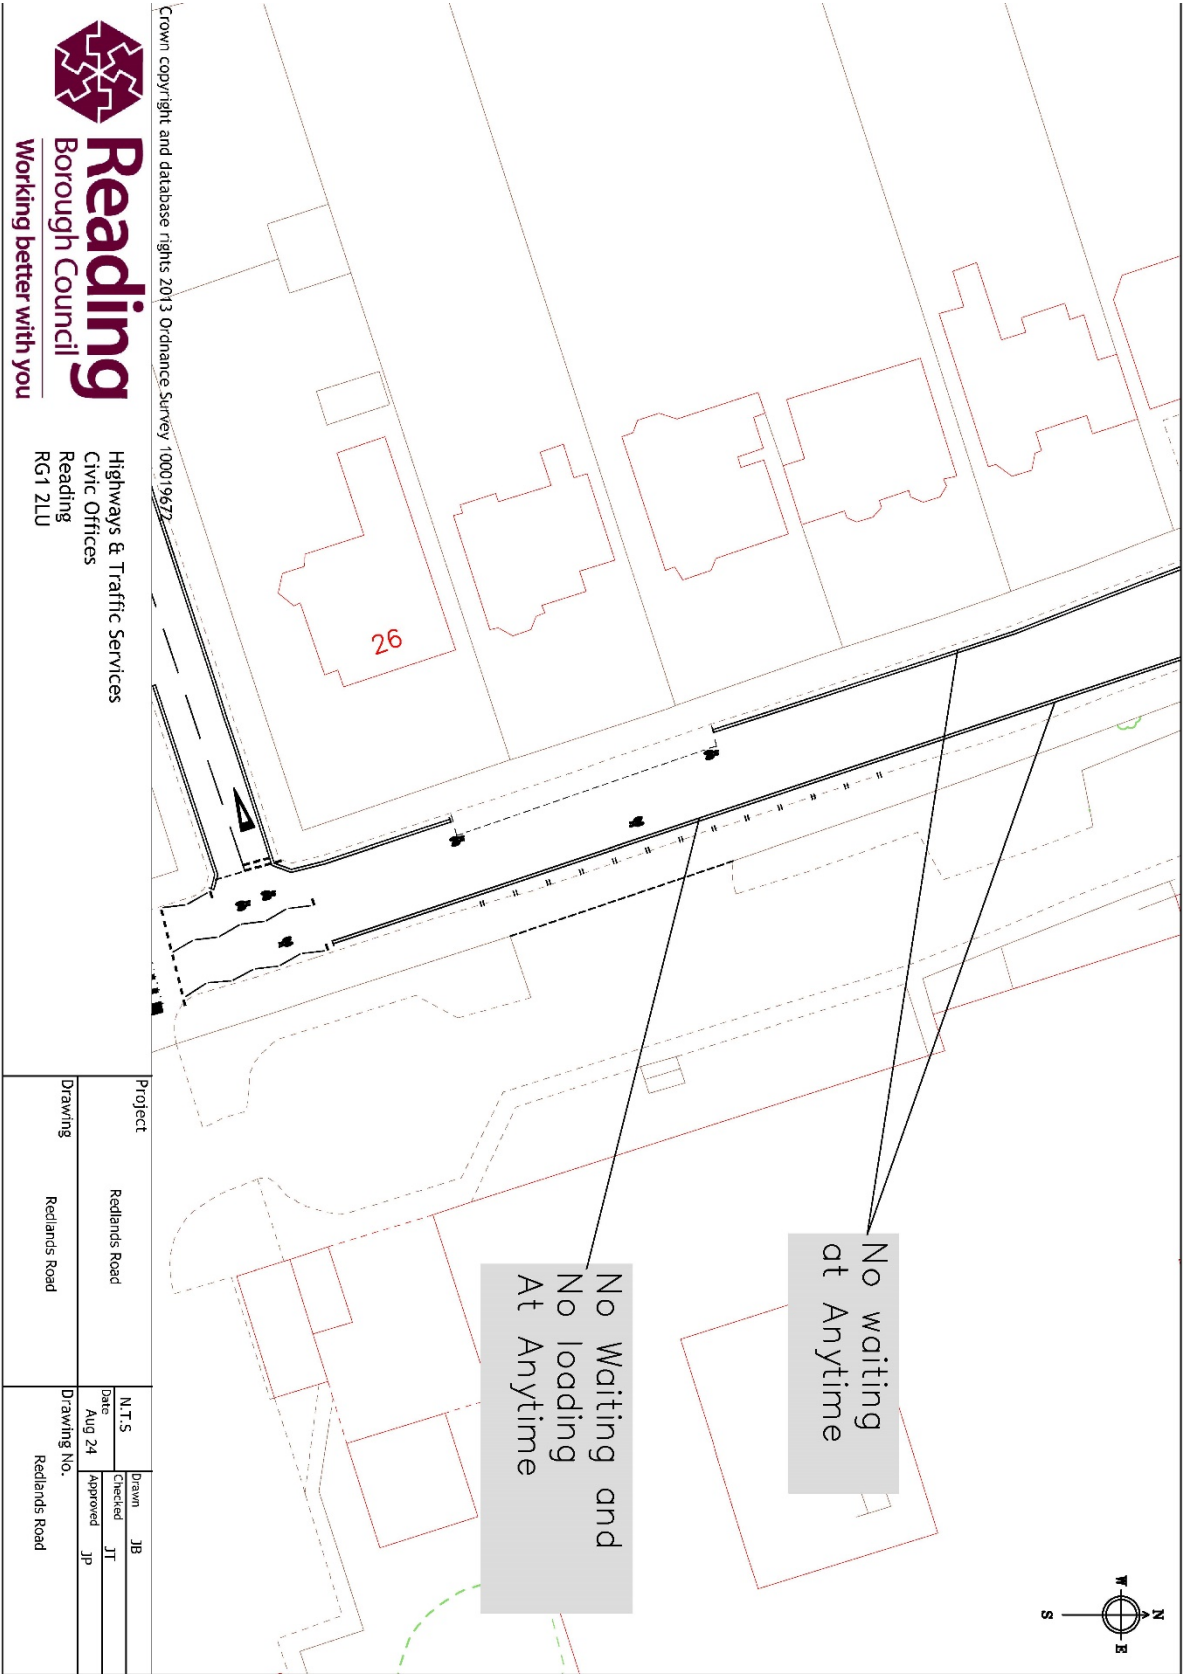 No waiting
at Anytime
No Waiting and
No loading
At Anytime
26
N
W
E
S
Crown copyright and database rights 2013 Ordnance Survey 100019672
Reading
Borough Council
Working better with you
Highways & Traffic Services
Civic Offices
Reading
RG1 2LU
Project
Redlands Road
Drawing
Redlands Road
N.T.S
Date
Aug 24
Drawn JB
Checked JT
Approved JP
Drawing No.
Redlands Road